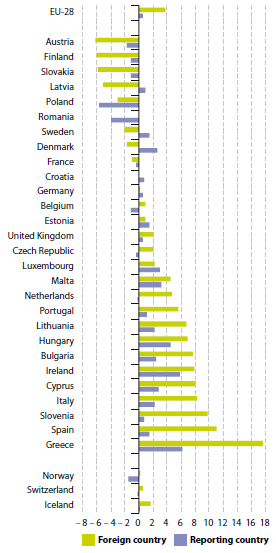 EU-28
Austria
Finland
Slovakia
Latvia
Poland
Romania
Sweden
Denmark
France
Croatia
Germany
Belgium
Estonia
United Kingdom
Czech Republic
Luxembourg
Malta
Netherlands
Portugal
Lithuania
Hungary
Bulgaria
Ireland
Cyprus
Italy
Slovenia
Spain
Greece
Norway
Switzerland
Iceland
– 8 – 6 – 4 – 2 0 2 4 6 8 10 12 14 16 18
Foreign country Reporting country